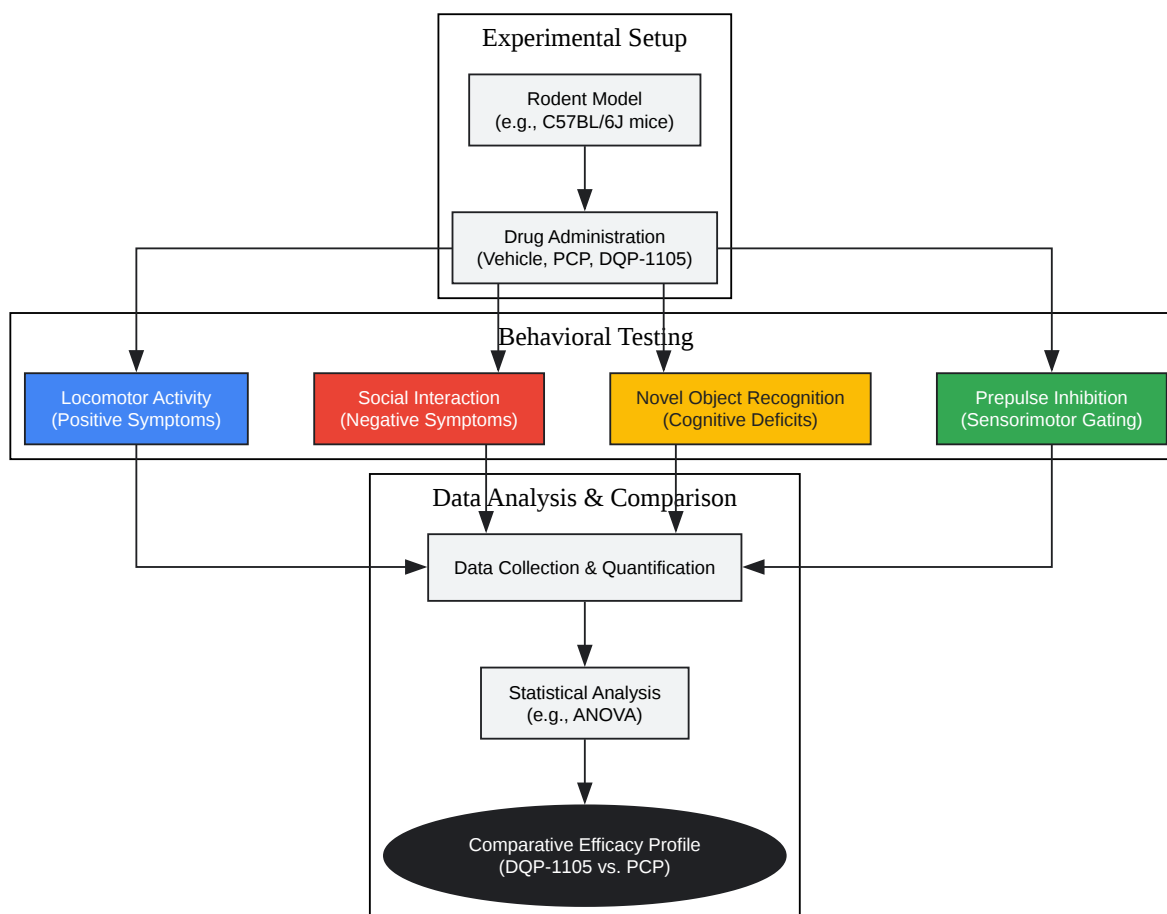 Experimental Setup
Rodent Model
(e.g., C57BL/6J mice)
Drug Administration
(Vehicle, PCP, DQP-1105)
Behavioral Testing
Locomotor Activity
(Positive Symptoms)
Social Interaction
(Negative Symptoms)
Novel Object Recognition
(Cognitive Deficits)
Prepulse Inhibition
(Sensorimotor Gating)
Data Analysis & Comparison
Data Collection & Quantification
Statistical Analysis
(e.g., ANOVA)
Comparative Efficacy Profile
(DQP-1105 vs. PCP)